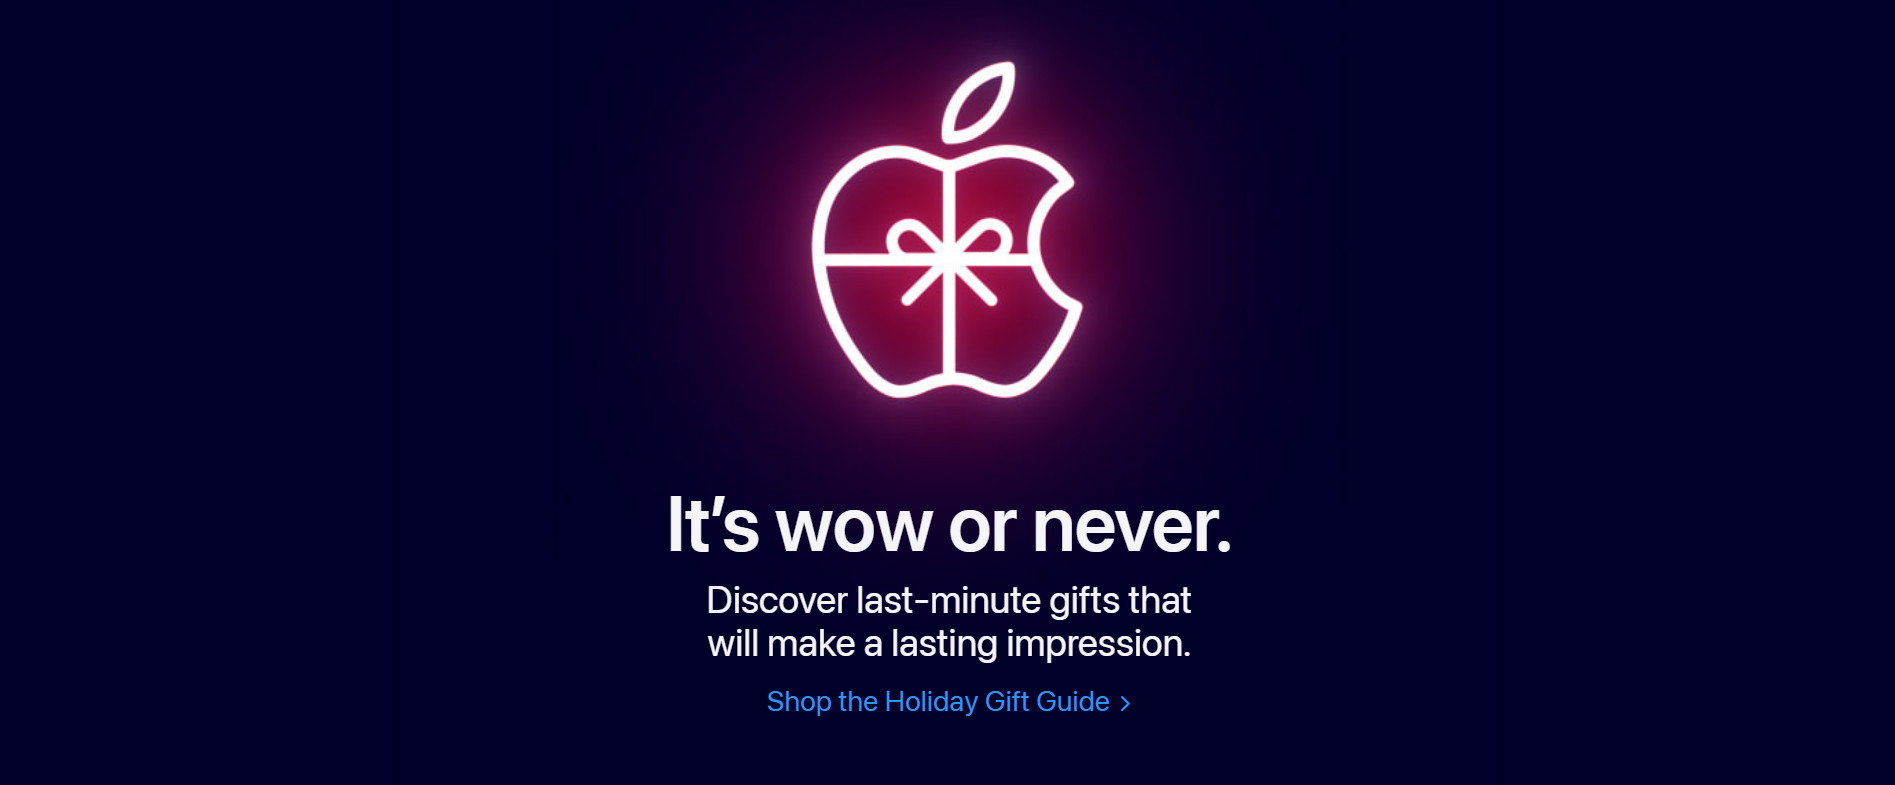 It’s wow or never.
Discover last-minute gifts that
will make a lasting impression.
Shop the Holiday Gift Guide >